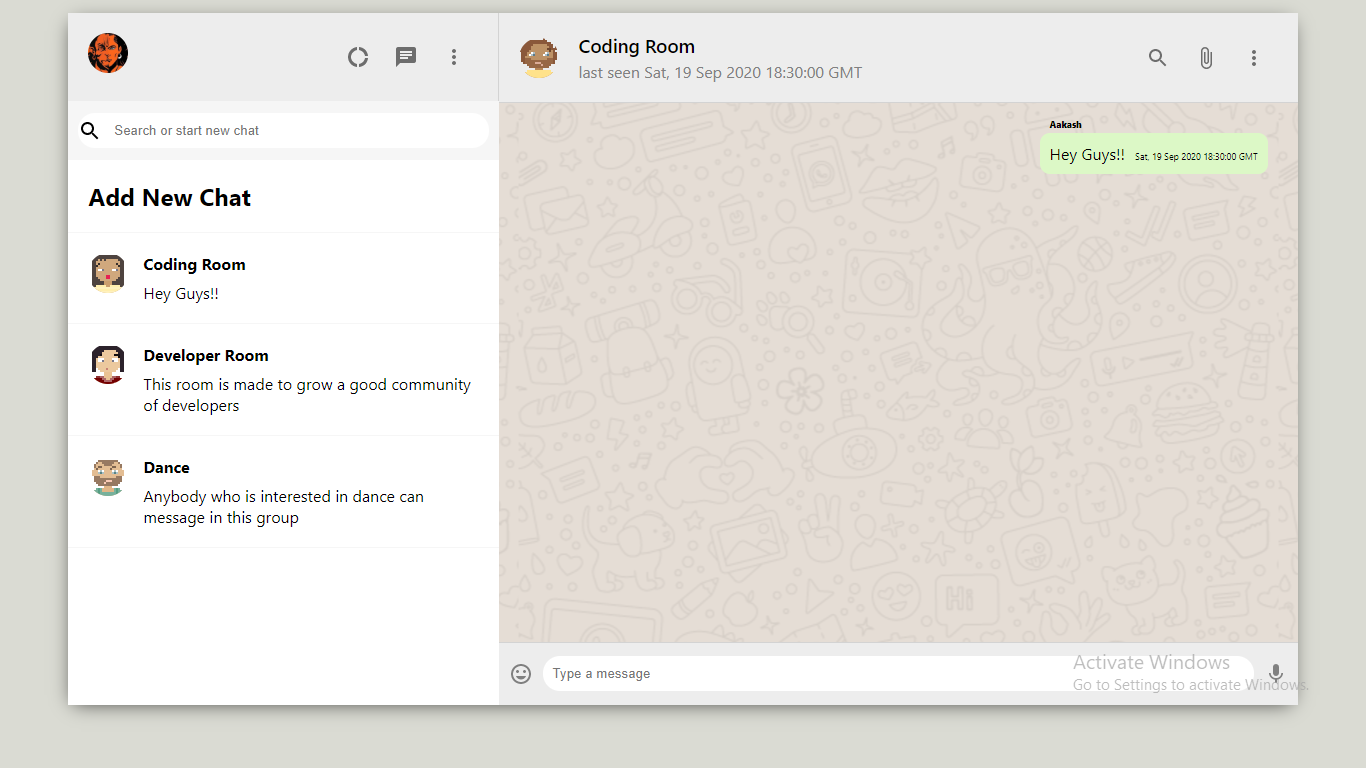 Coding Room
last seen Sat, 19 Sep 2020 18:30:00 GMT
Search or start new chat
Add New Chat
Coding Room
Hey Guys!!
Developer Room
This room is made to grow a good community
of developers
Dance
Anybody who is interested in dance can
message in this group
Aakash
Hey Guys!! Sat, 19 Sep 2020 18:30:00 GMT
Hi
Type a message
Activate Windows
Go to Settings to activate Windows.